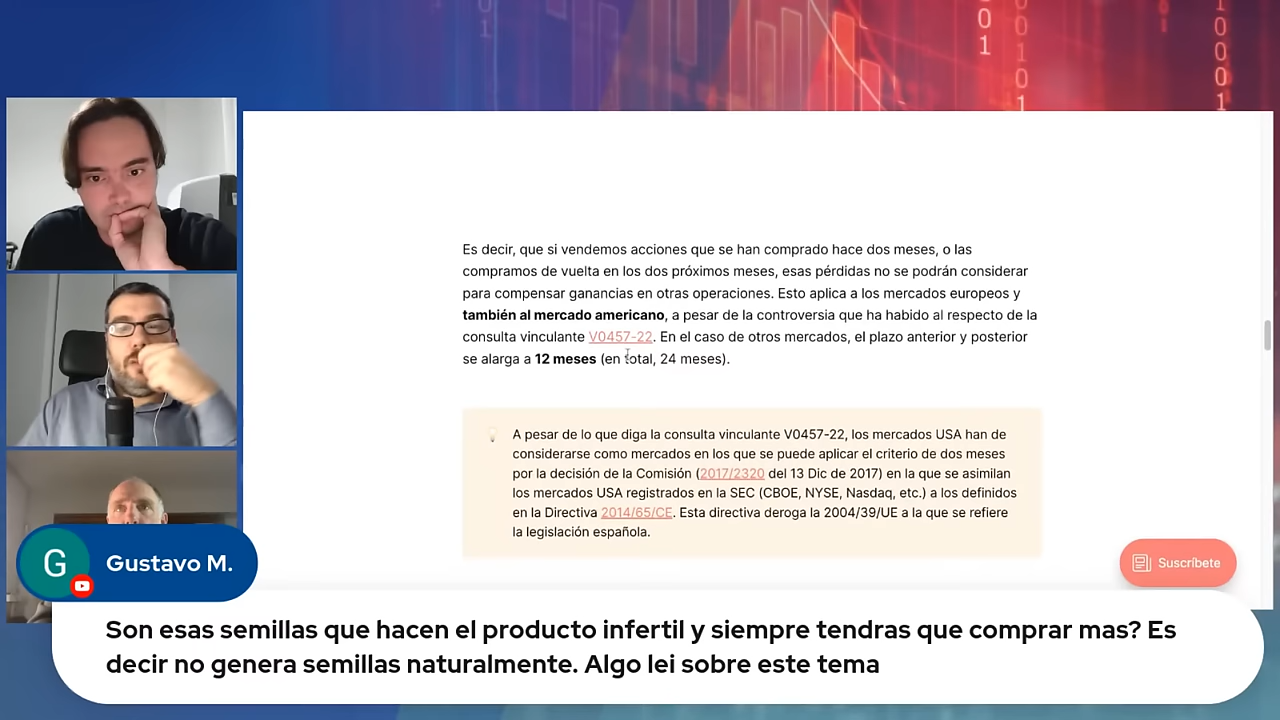 Es decir, que si vendemos acciones que se han comprado hace dos meses, o las
compramos de vuelta en los dos próximos meses, esas pérdidas no se podrán considerar
para compensar ganancias en otras operaciones. Esto aplica a los mercados europeos y
también al mercado americano, a pesar de la controversia que ha habido al respecto de la
consulta vinculante V0457-22. En el caso de otros mercados, el plazo anterior y posterior
se alarga a 12 meses (en total, 24 meses).
A pesar de lo que diga la consulta vinculante V0457-22, los mercados USA han de
considerarse como mercados en los que se puede aplicar el criterio de dos meses
por la decisión de la Comisión (2017/2320 del 13 Dic de 2017) en la que se asimilan
los mercados USA registrados en la SEC (CBOE, NYSE, Nasdaq, etc.) a los definidos
en la Directiva 2014/65/CE. Esta directiva deroga la 2004/39/UE a la que se refiere
la legislación española.
Suscríbete
G
Gustavo M.
Son esas semillas que hacen el producto infertil y siempre tendras que comprar mas? Es
decir no genera semillas naturalmente. Algo lei sobre este tema